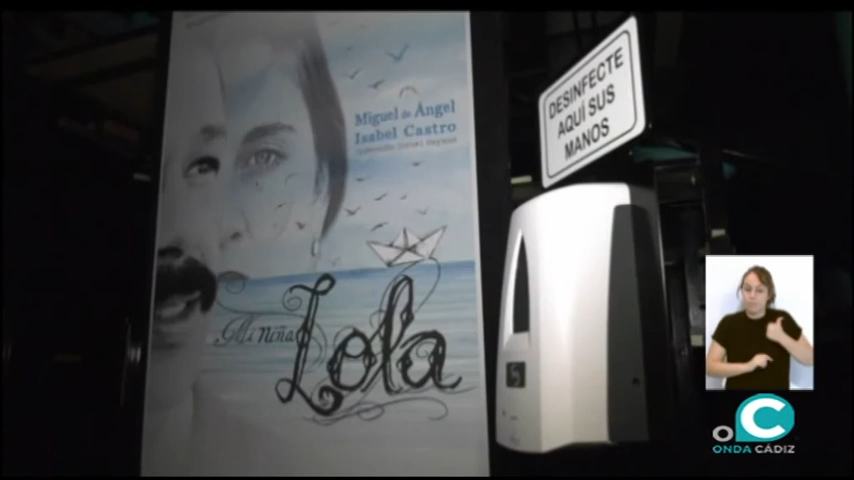 Miguel de Ángel
Isabel Castro
Mi niña
Lola
DESINFECTE
AQUÍ SUS
MANOS
ONDA CÁDIZ